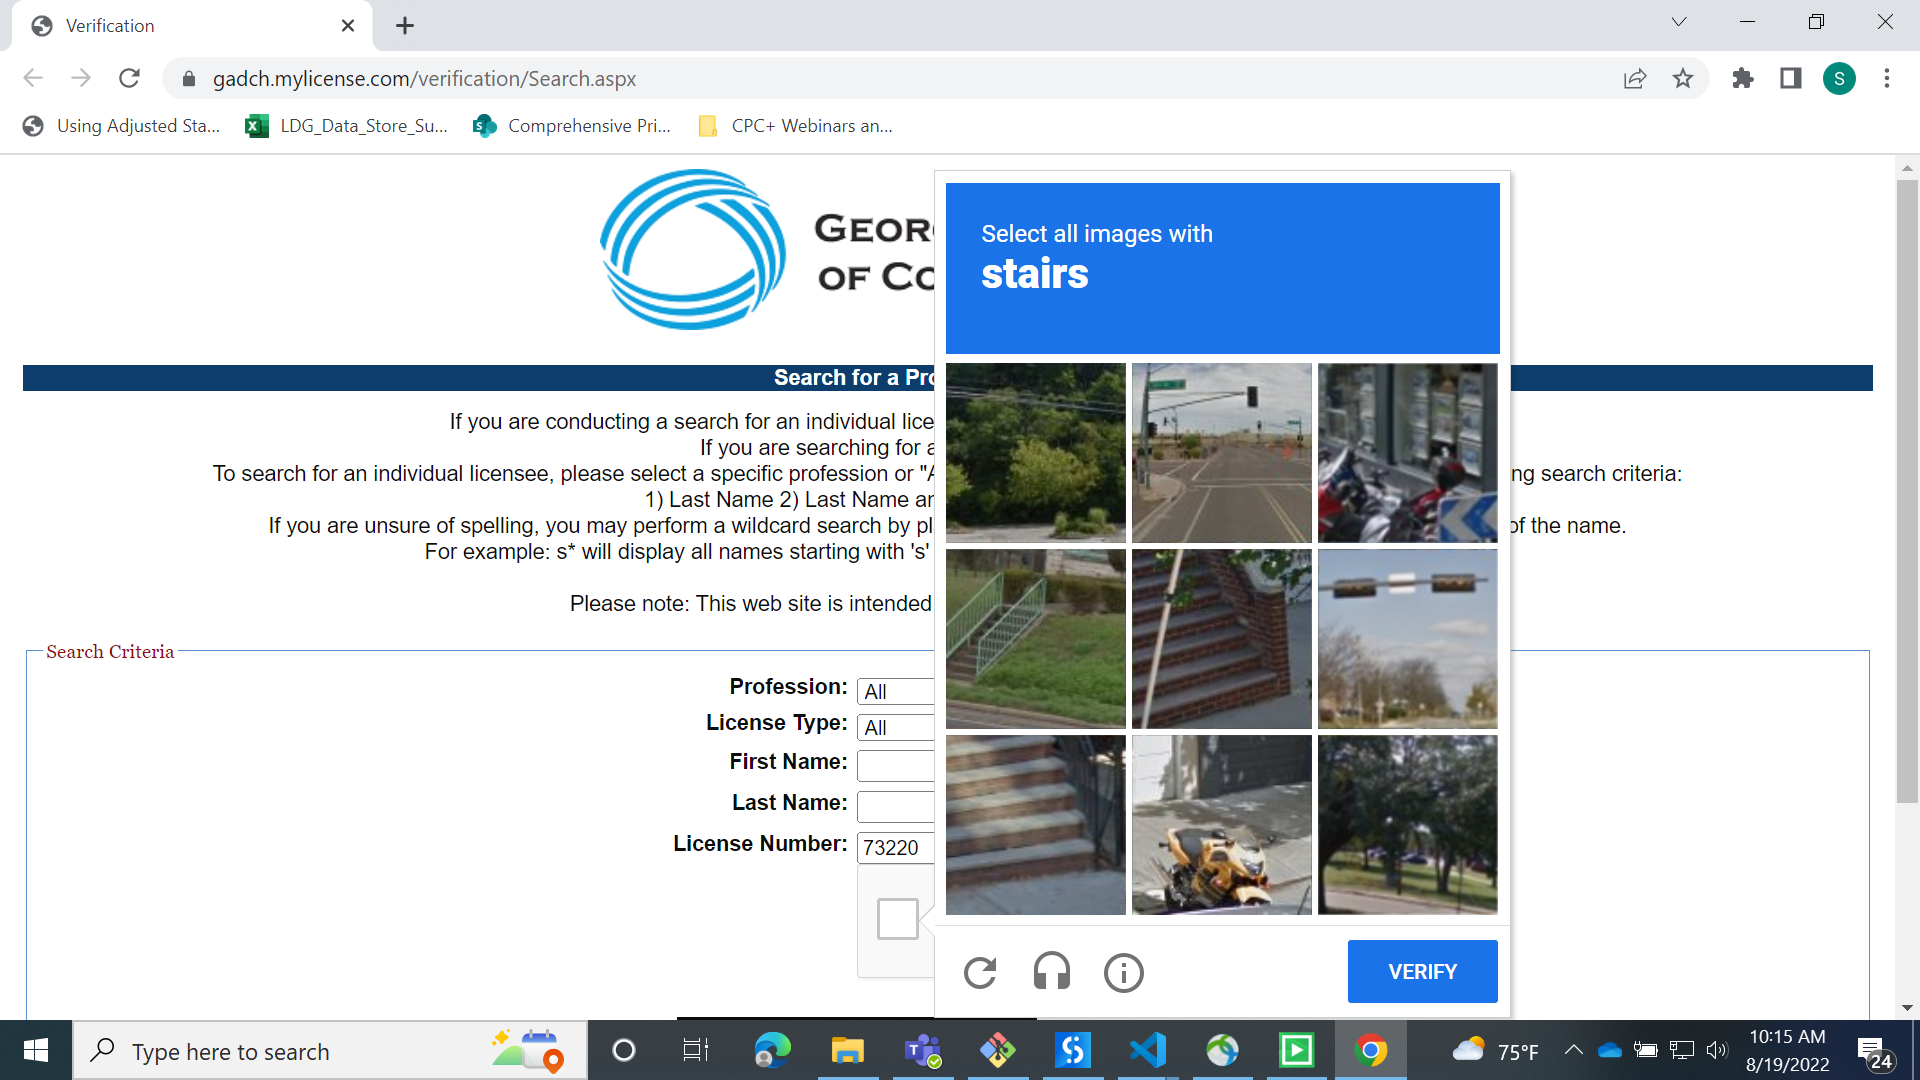 Verification
gadch.mylicense.com/verification/Search.aspx
S
Using Adjusted Sta...
LDG_Data_Store_Su...
Comprehensive Pri...
CPC+ Webinars an...
GEOR
OF CO
Select all images with
stairs
Search for a Pro
If you are conducting a search for an individual lice
If you are searching for a
To search for an individual licensee, please select a specific profession or "A
ng search criteria:
1) Last Name 2) Last Name an
If you are unsure of spelling, you may perform a wildcard search by pl
of the name.
For example: s* will display all names starting with 's'
Please note: This web site is intended
Search Criteria
Profession: All
License Type: All
First Name:
Last Name:
License Number: 73220
VERIFY
Type here to search
75°F
10:15 AM
8/19/2022
24